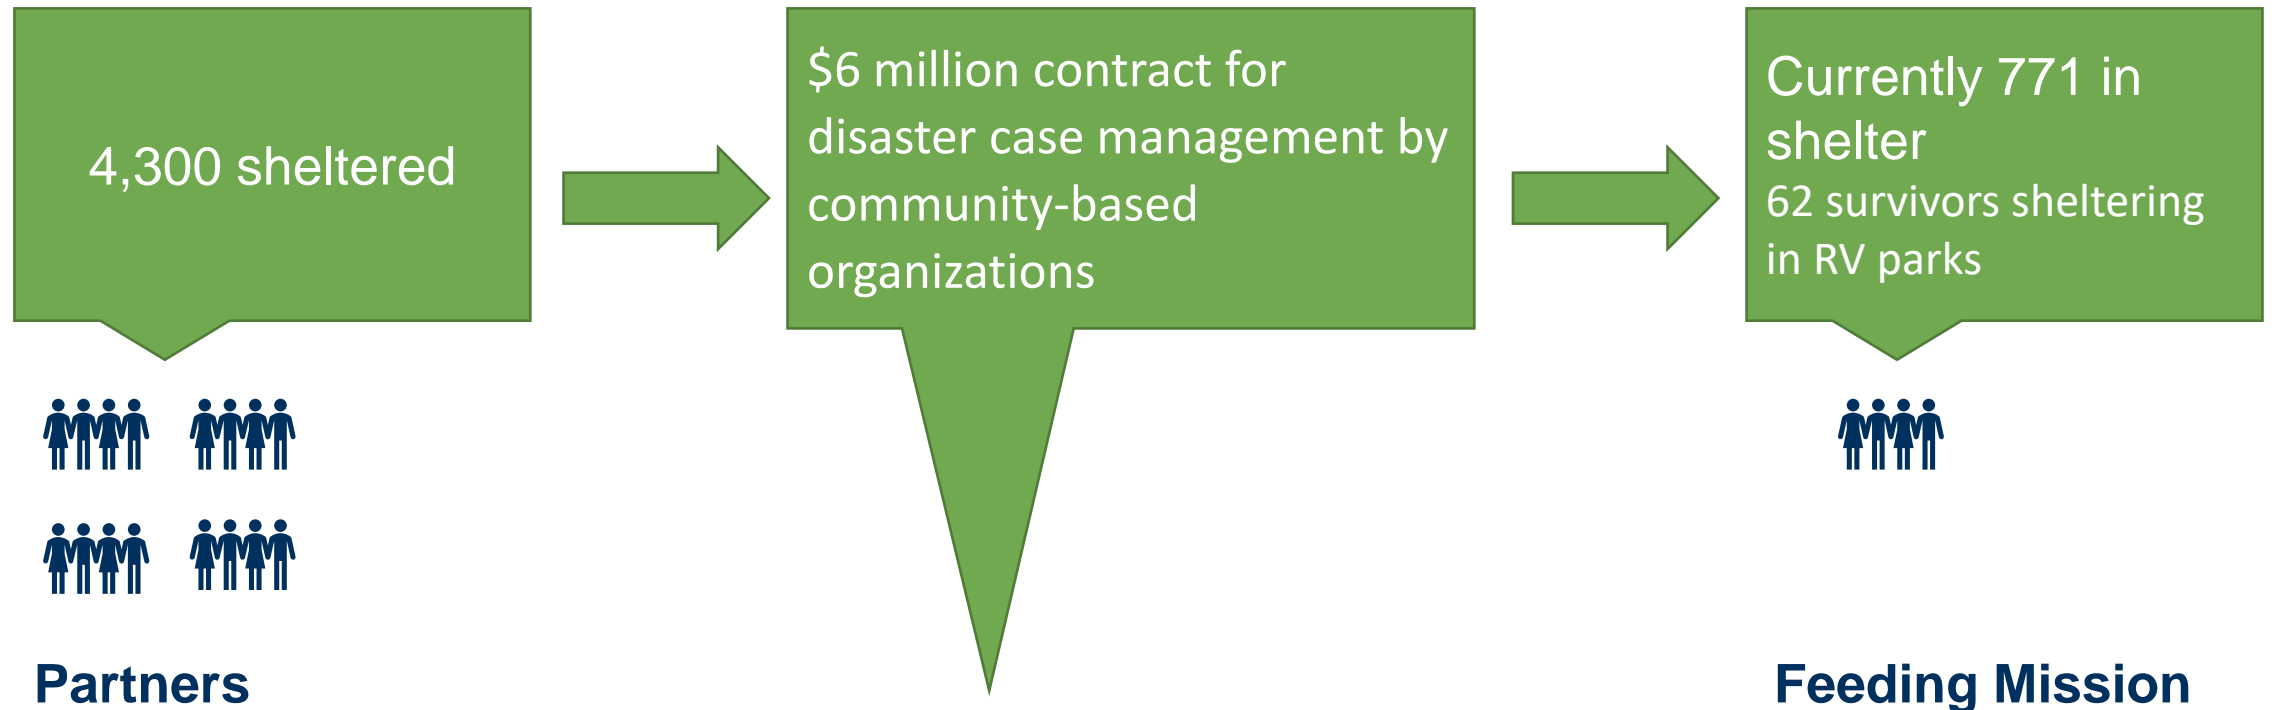 4,300 sheltered
$6 million contract for
disaster case management by
community-based
organizations
Currently 771 in
shelter
62 survivors sheltering
in RV parks
Partners
Feeding Mission